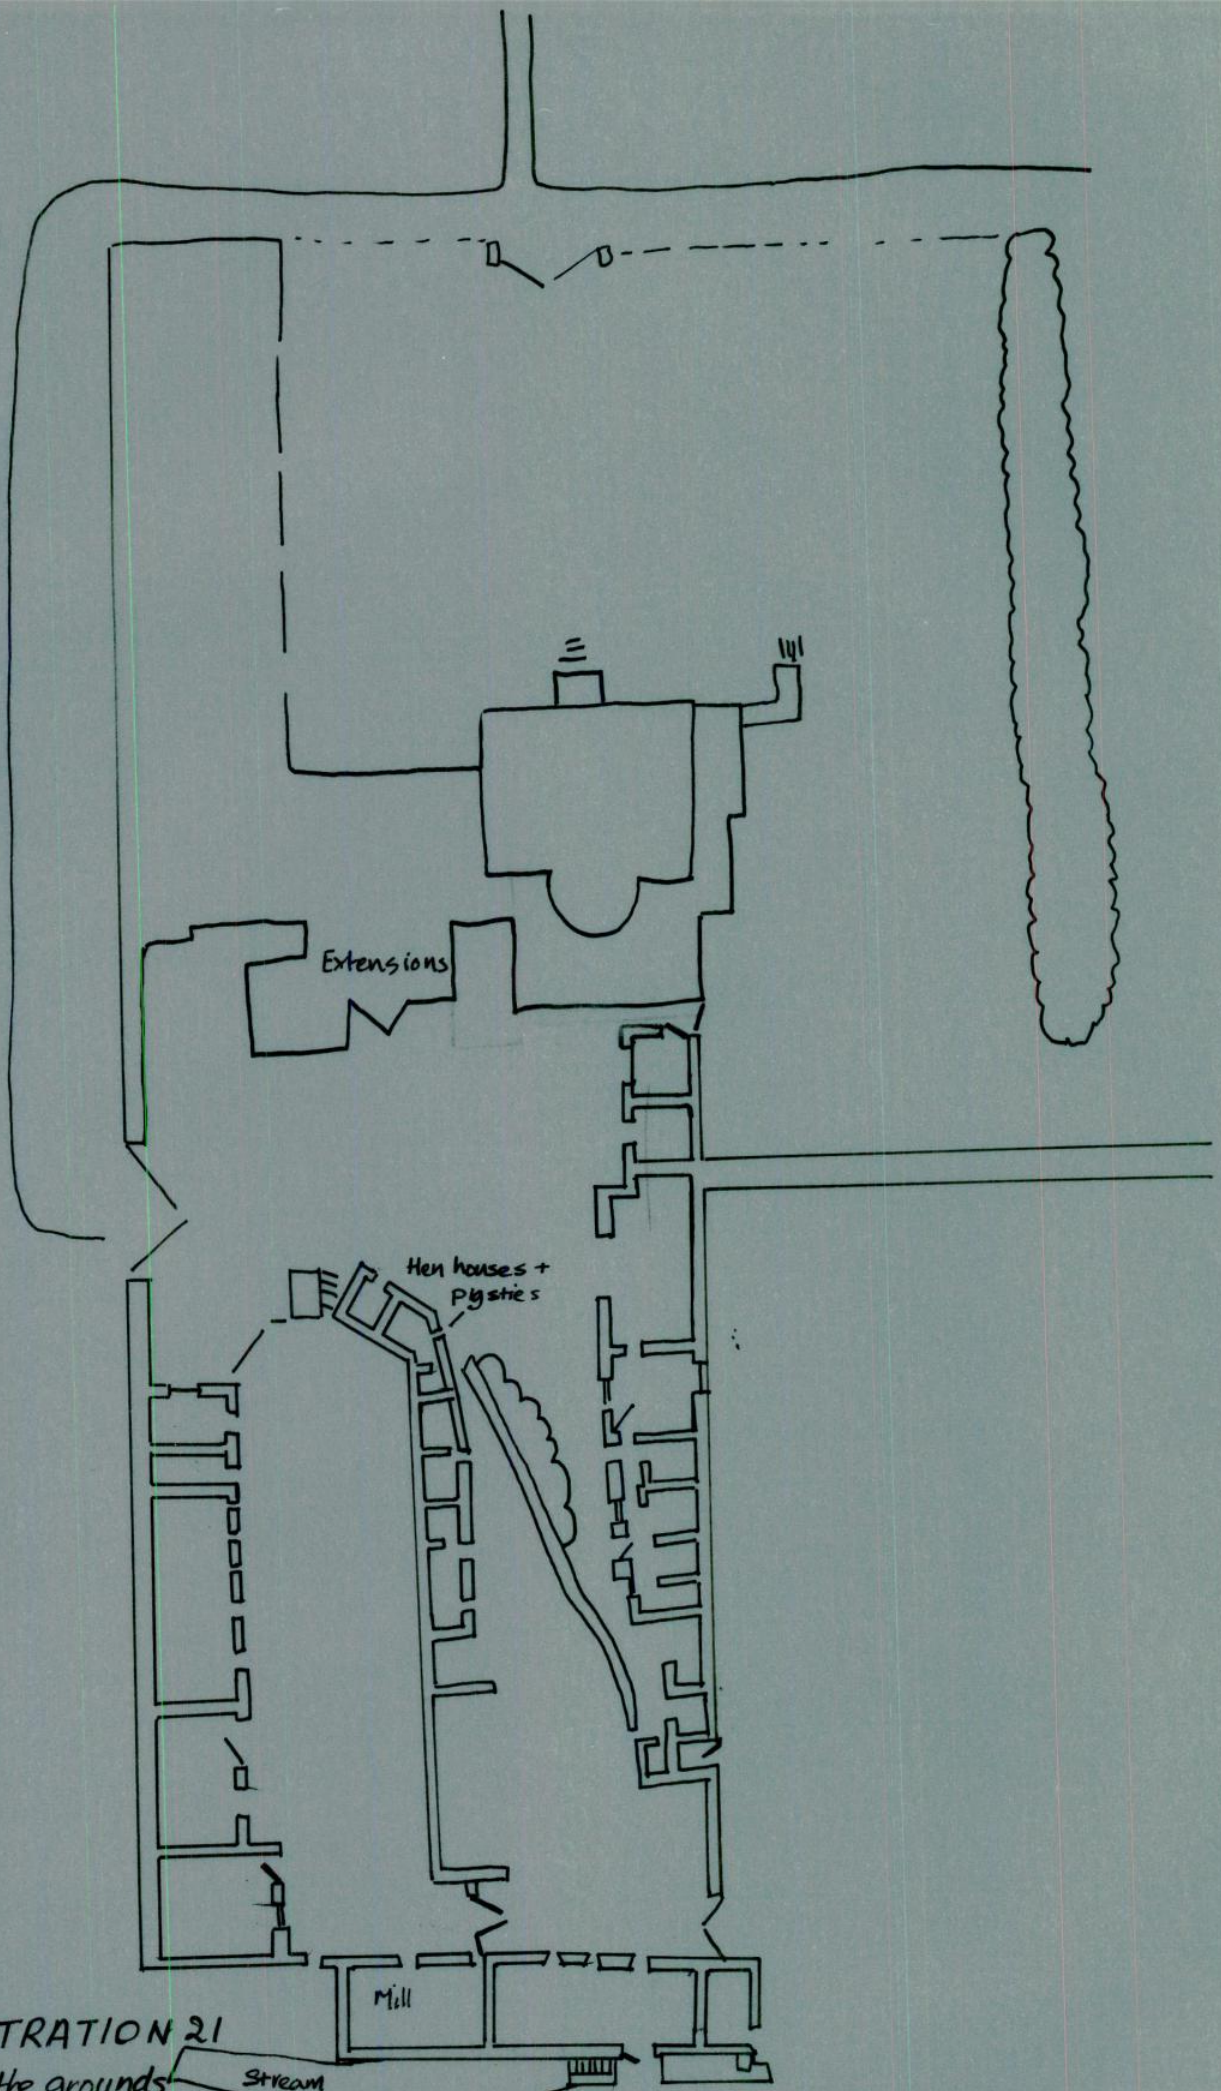 Extensions
Hen houses +
pigsties
Mill
TRATION 21
the grounds
Stream